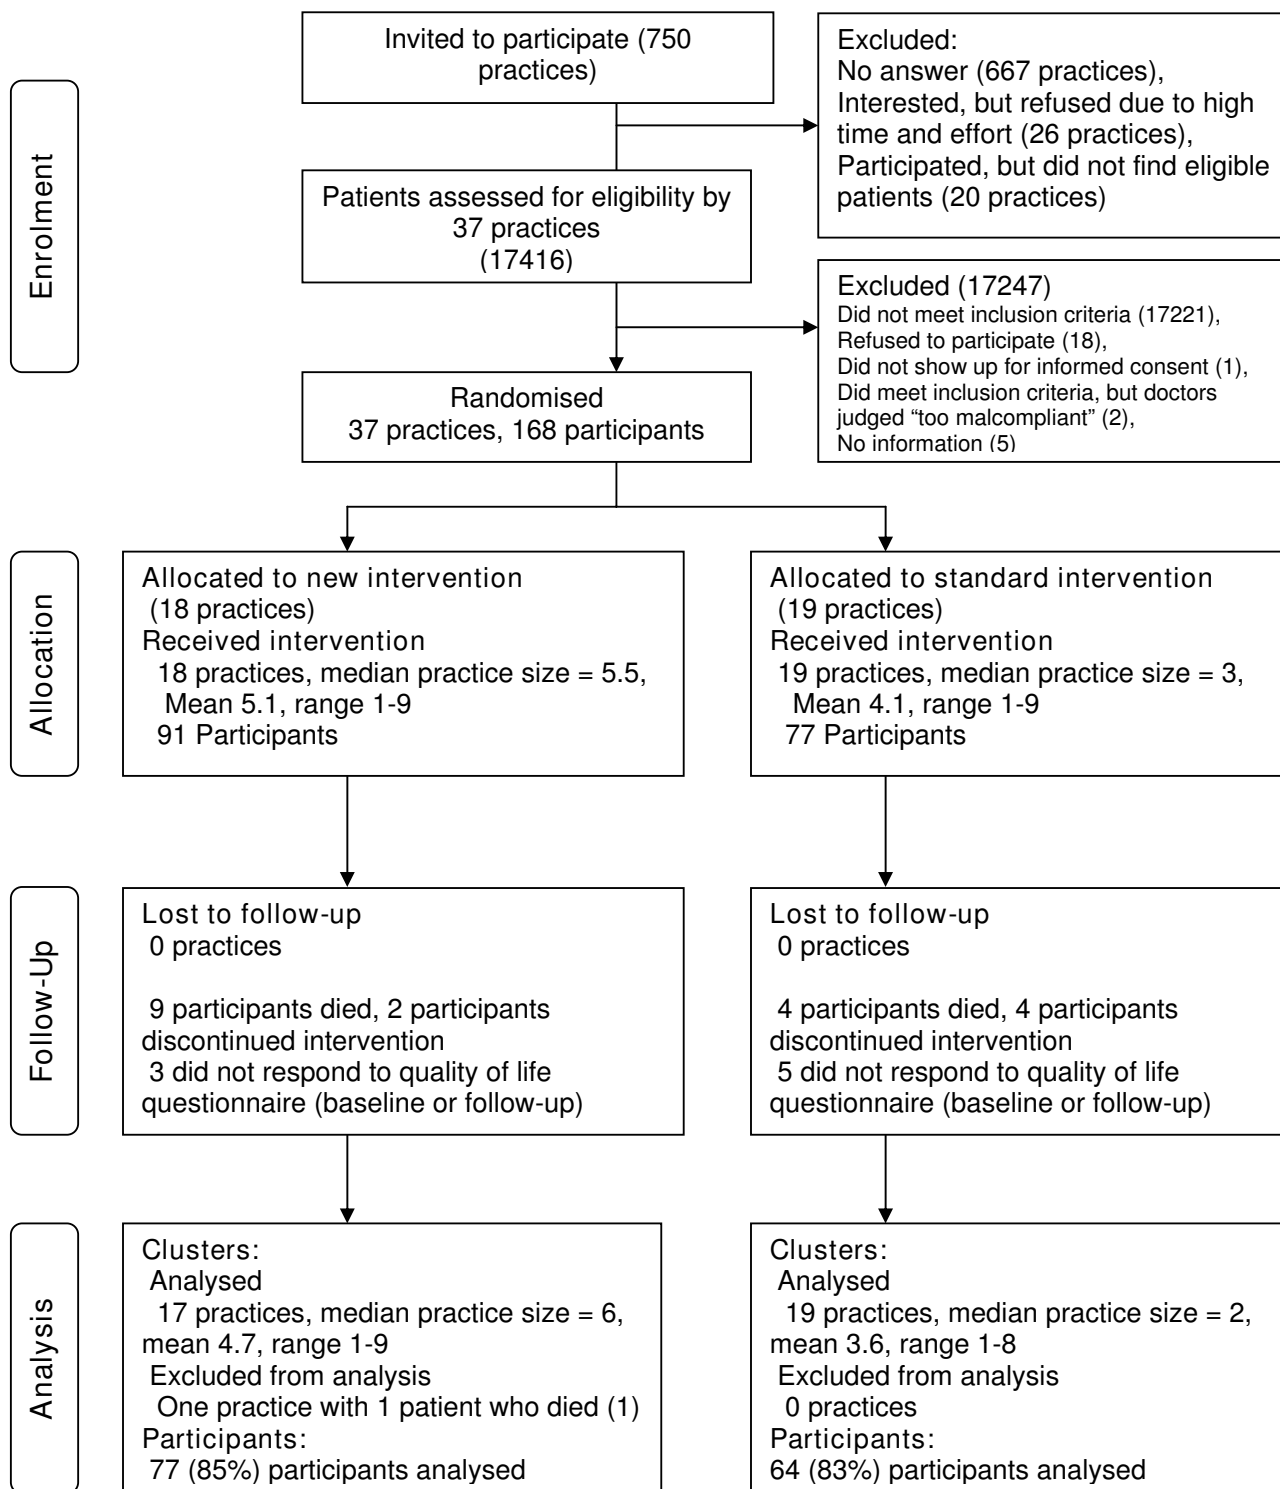 Invited to participate (750
practices)
Excluded:
No answer (667 practices),
Interested, but refused due to high
time and effort (26 practices),
Participated, but did not find eligible
patients (20 practices)
Enrolment
Patients assessed for eligibility by
37 practices
(17416)
Excluded (17247)
Did not meet inclusion criteria (17221),
Refused to participate (18),
Did not show up for informed consent (1),
Did meet inclusion criteria, but doctors
judged “too malcompliant” (2),
No information (5)
Randomised
37 practices, 168 participants
Allocation
Allocated to new intervention
(18 practices)
Received intervention
18 practices, median practice size = 5.5,
Mean 5.1, range 1-9
91 Participants
Allocated to standard intervention
(19 practices)
Received intervention
19 practices, median practice size = 3,
Mean 4.1, range 1-9
77 Participants
Follow-Up
Lost to follow-up
0 practices
9 participants died, 2 participants
discontinued intervention
3 did not respond to quality of life
questionnaire (baseline or follow-up)
Lost to follow-up
0 practices
4 participants died, 4 participants
discontinued intervention
5 did not respond to quality of life
questionnaire (baseline or follow-up)
Analysis
Clusters:
Analysed
17 practices, median practice size = 6,
mean 4.7, range 1-9
Excluded from analysis
One practice with 1 patient who died (1)
Participants:
77 (85%) participants analysed
Clusters:
Analysed
19 practices, median practice size = 2,
mean 3.6, range 1-8
Excluded from analysis
0 practices
Participants:
64 (83%) participants analysed